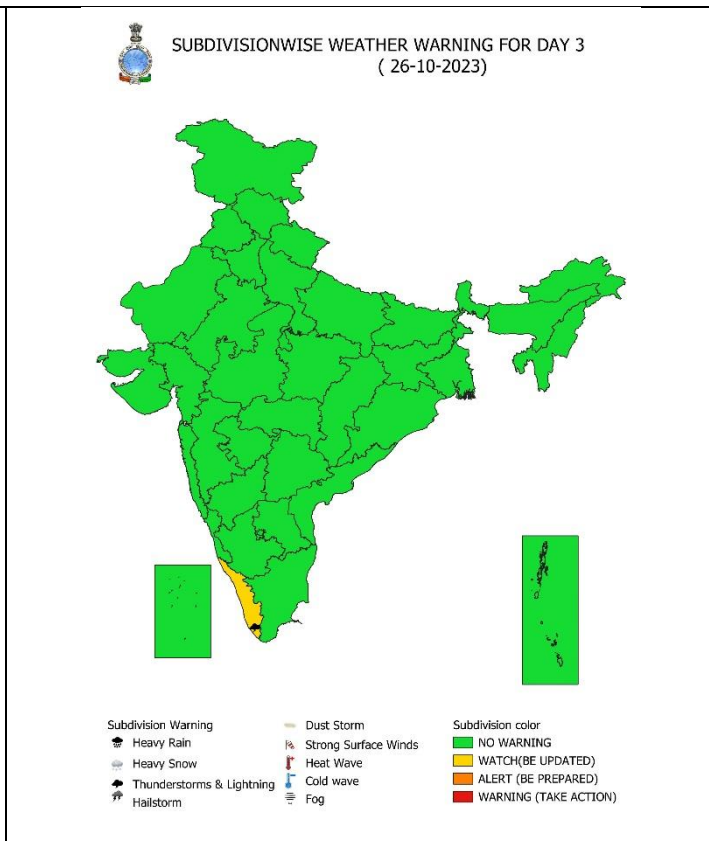 SUBDIVISIONWISE WEATHER WARNING FOR DAY 3
( 26-10-2023)
Subdivision Warning
Heavy Rain
Heavy Snow
Thunderstorms & Lightning
Hailstorm
Dust Storm
Strong Surface Winds
Heat Wave
Cold wave
Fog
Subdivision color
NO WARNING
WATCH(BE UPDATED)
ALERT (BE PREPARED)
WARNING (TAKE ACTION)